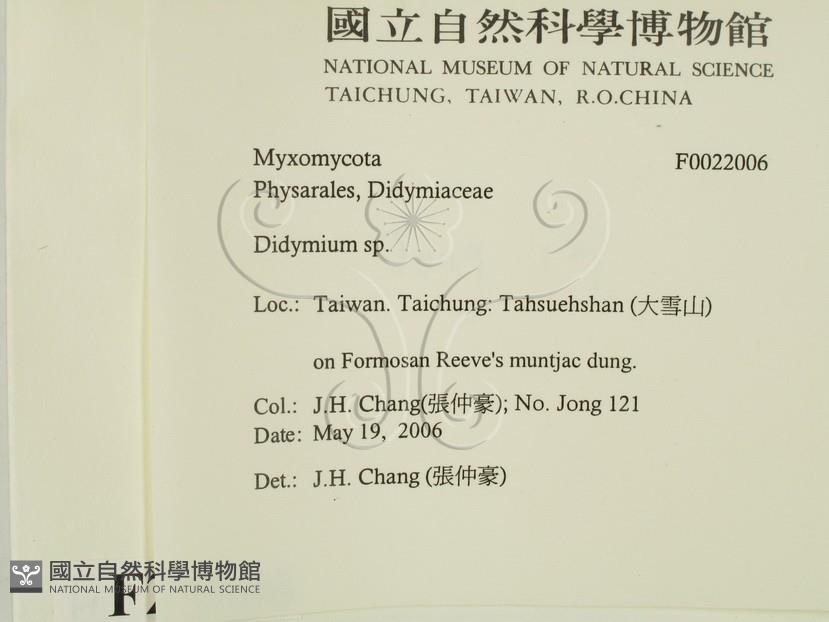 國立自然科學博物館
NATIONAL MUSEUM OF NATURAL SCIENCE
TAICHUNG, TAIWAN, R.O.CHINA
Myxomycota F0022006
Physarales, Didymiaceae
Didymium sp.
Loc.: Taiwan. Taichung: Tahsuehshan (大雪山)
on Formosan Reeve's muntjac dung.
Col.: J.H. Chang(張仲豪); No. Jong 121
Date: May 19, 2006
Det.: J.H. Chang (張仲豪)
國立自然科學博物館
NATIONAL MUSEUM OF NATURAL SCIENCE